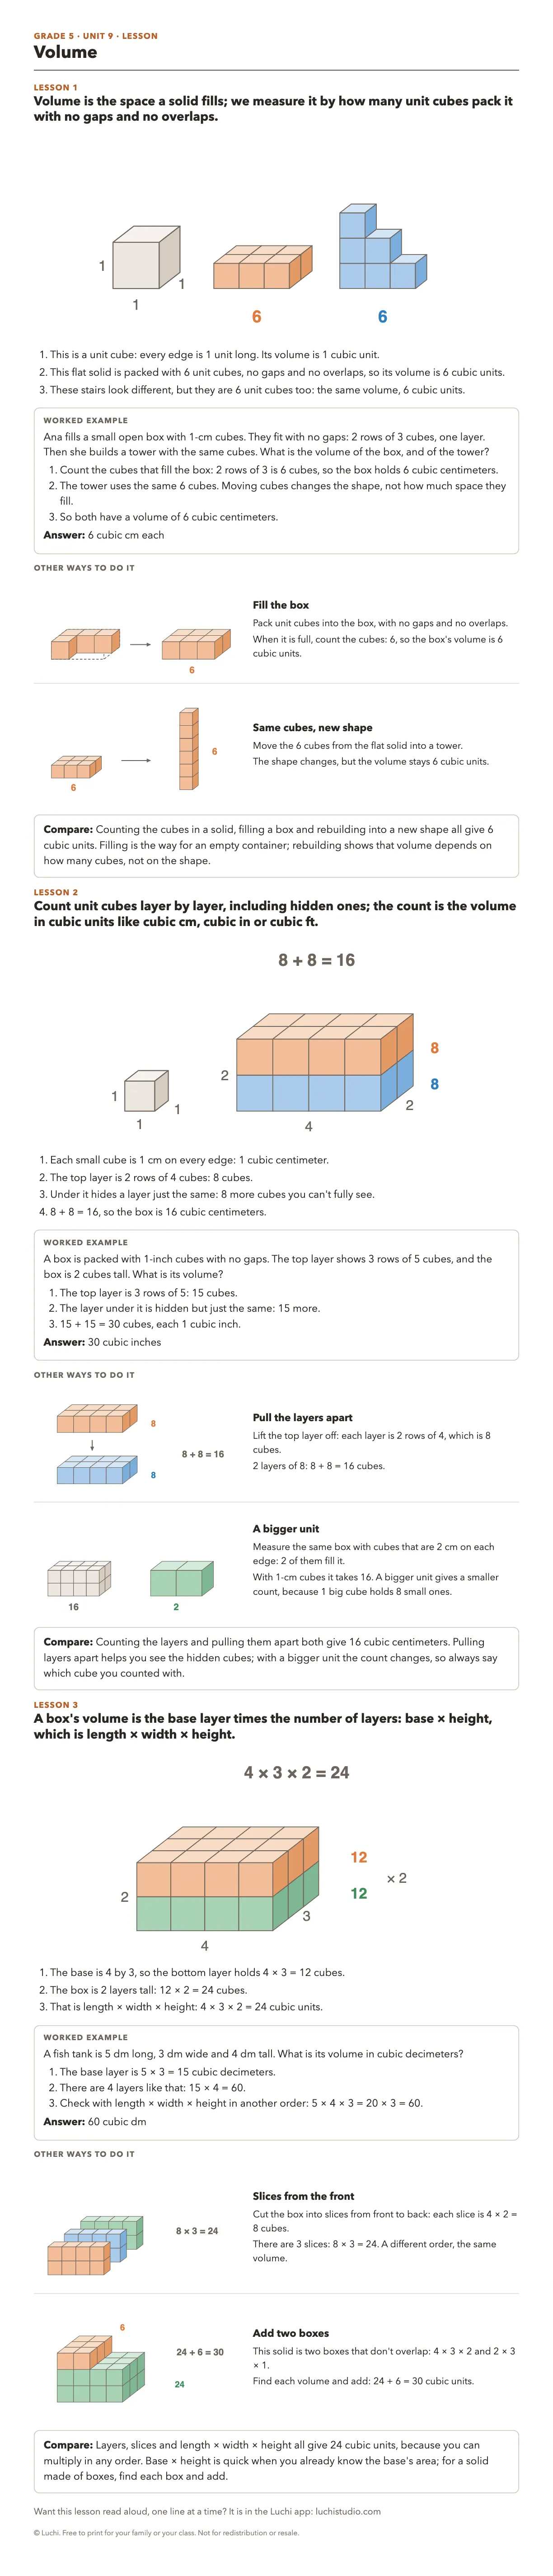 GRADE 5 · UNIT 9 · LESSON
Volume
LESSON 1
Volume is the space a solid fills; we measure it by how many unit cubes pack it
with no gaps and no overlaps.
1
1
1
6
6
1. This is a unit cube: every edge is 1 unit long. Its volume is 1 cubic unit.
2. This flat solid is packed with 6 unit cubes, no gaps and no overlaps, so its volume is 6 cubic units.
3. These stairs look different, but they are 6 unit cubes too: the same volume, 6 cubic units.
WORKED EXAMPLE
Ana fills a small open box with 1-cm cubes. They fit with no gaps: 2 rows of 3 cubes, one layer.
Then she builds a tower with the same cubes. What is the volume of the box, and of the tower?
1. Count the cubes that fill the box: 2 rows of 3 is 6 cubes, so the box holds 6 cubic centimeters.
2. The tower uses the same 6 cubes. Moving cubes changes the shape, not how much space they
fill.
3. So both have a volume of 6 cubic centimeters.
Answer: 6 cubic cm each
OTHER WAYS TO DO IT
6
Fill the box
Pack unit cubes into the box, with no gaps and no overlaps.
When it is full, count the cubes: 6, so the box's volume is 6
cubic units.
6
6
Same cubes, new shape
Move the 6 cubes from the flat solid into a tower.
The shape changes, but the volume stays 6 cubic units.
Compare: Counting the cubes in a solid, filling a box and rebuilding into a new shape all give 6
cubic units. Filling is the way for an empty container; rebuilding shows that volume depends on
how many cubes, not on the shape.
LESSON 2
Count unit cubes layer by layer, including hidden ones; the count is the volume
in cubic units like cubic cm, cubic in or cubic ft.
8 + 8 = 16
1
1
1
2
4
2
8
8
1. Each small cube is 1 cm on every edge: 1 cubic centimeter.
2. The top layer is 2 rows of 4 cubes: 8 cubes.
3. Under it hides a layer just the same: 8 more cubes you can't fully see.
4. 8 + 8 = 16, so the box is 16 cubic centimeters.
WORKED EXAMPLE
A box is packed with 1-inch cubes with no gaps. The top layer shows 3 rows of 5 cubes, and the
box is 2 cubes tall. What is its volume?
1. The top layer is 3 rows of 5: 15 cubes.
2. The layer under it is hidden but just the same: 15 more.
3. 15 + 15 = 30 cubes, each 1 cubic inch.
Answer: 30 cubic inches
OTHER WAYS TO DO IT
8
8 + 8 = 16
8
Pull the layers apart
Lift the top layer off: each layer is 2 rows of 4, which is 8
cubes.
2 layers of 8: 8 + 8 = 16 cubes.
16
2
A bigger unit
Measure the same box with cubes that are 2 cm on each
edge: 2 of them fill it.
With 1-cm cubes it takes 16. A bigger unit gives a smaller
count, because 1 big cube holds 8 small ones.
Compare: Counting the layers and pulling them apart both give 16 cubic centimeters. Pulling
layers apart helps you see the hidden cubes; with a bigger unit the count changes, so always say
which cube you counted with.
LESSON 3
A box's volume is the base layer times the number of layers: base × height,
which is length × width × height.
4 × 3 × 2 = 24
2
4
3
12
12
× 2
1. The base is 4 by 3, so the bottom layer holds 4 × 3 = 12 cubes.
2. The box is 2 layers tall: 12 × 2 = 24 cubes.
3. That is length × width × height: 4 × 3 × 2 = 24 cubic units.
WORKED EXAMPLE
A fish tank is 5 dm long, 3 dm wide and 4 dm tall. What is its volume in cubic decimeters?
1. The base layer is 5 × 3 = 15 cubic decimeters.
2. There are 4 layers like that: 15 × 4 = 60.
3. Check with length × width × height in another order: 5 × 4 × 3 = 20 × 3 = 60.
Answer: 60 cubic dm
OTHER WAYS TO DO IT
8 × 3 = 24
Slices from the front
Cut the box into slices from front to back: each slice is 4 × 2 =
8 cubes.
There are 3 slices: 8 × 3 = 24. A different order, the same
volume.
6
24 + 6 = 30
24
Add two boxes
This solid is two boxes that don't overlap: 4 × 3 × 2 and 2 × 3
× 1.
Find each volume and add: 24 + 6 = 30 cubic units.
Compare: Layers, slices and length × width × height all give 24 cubic units, because you can
multiply in any order. Base × height is quick when you already know the base's area; for a solid
made of boxes, find each box and add.
Want this lesson read aloud, one line at a time? It is in the Luchi app: luchistudio.com
© Luchi. Free to print for your family or your class. Not for redistribution or resale.